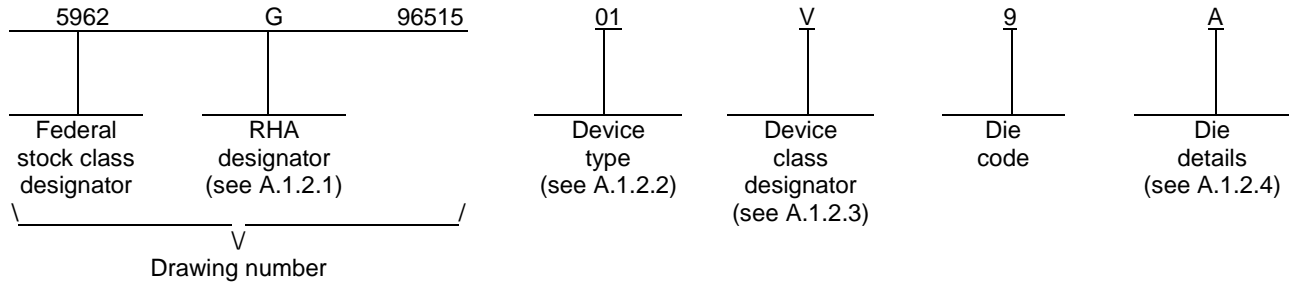 5962 G 96515 01 V 9 A
Federal RHA Device Device Die Die
stock class designator type class code details
designator (see A.1.2.1) (see A.1.2.2) designator (see A.1.2.4)
(see A.1.2.3)
\ /
\/
Drawing number